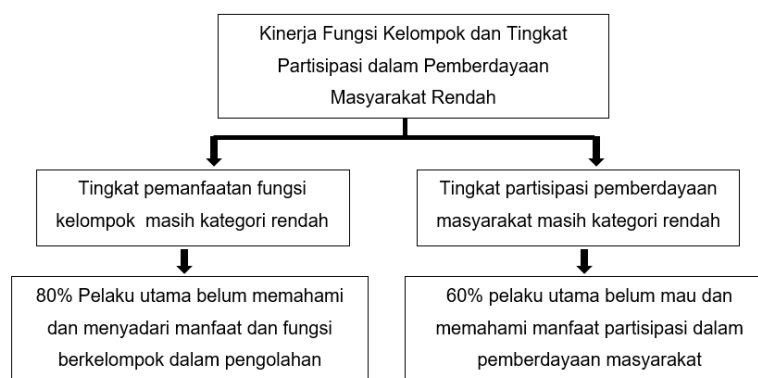 Kinerja Fungsi Kelompok dan Tingkat
Partisipasi dalam Pemberdayaan
Masyarakat Rendah
Tingkat pemanfaatan fungsi
kelompok masih kategori rendah
Tingkat partisipasi pemberdayaan
masyarakat masih kategori rendah
80% Pelaku utama belum memahami
dan menyadari manfaat dan fungsi
berkelompok dalam pengolahan
60% pelaku utama belum mau dan
memahami manfaat partisipasi dalam
pemberdayaan masyarakat